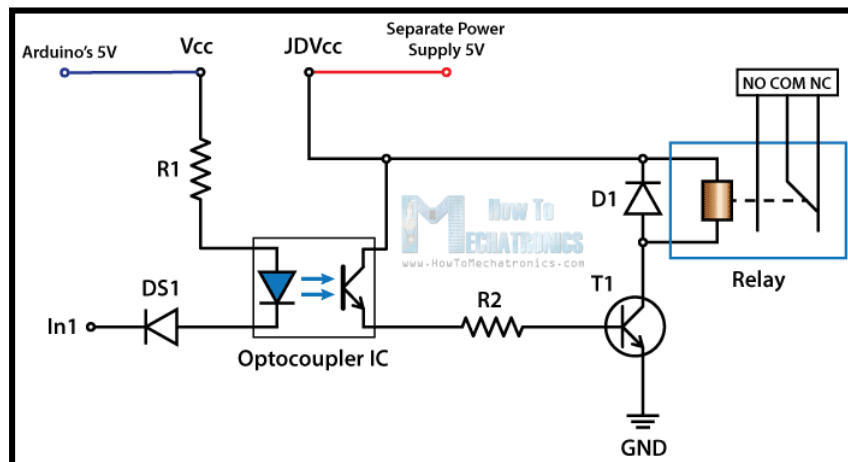 Arduino's 5V
Vcc
JDVcc
Separate Power
Supply 5V
NO COM NC
R1
D1
How To
MECHATRONICS
www.HowToMechatronics.com
Relay
DS1
R2
T1
In1
Optocoupler IC
GND